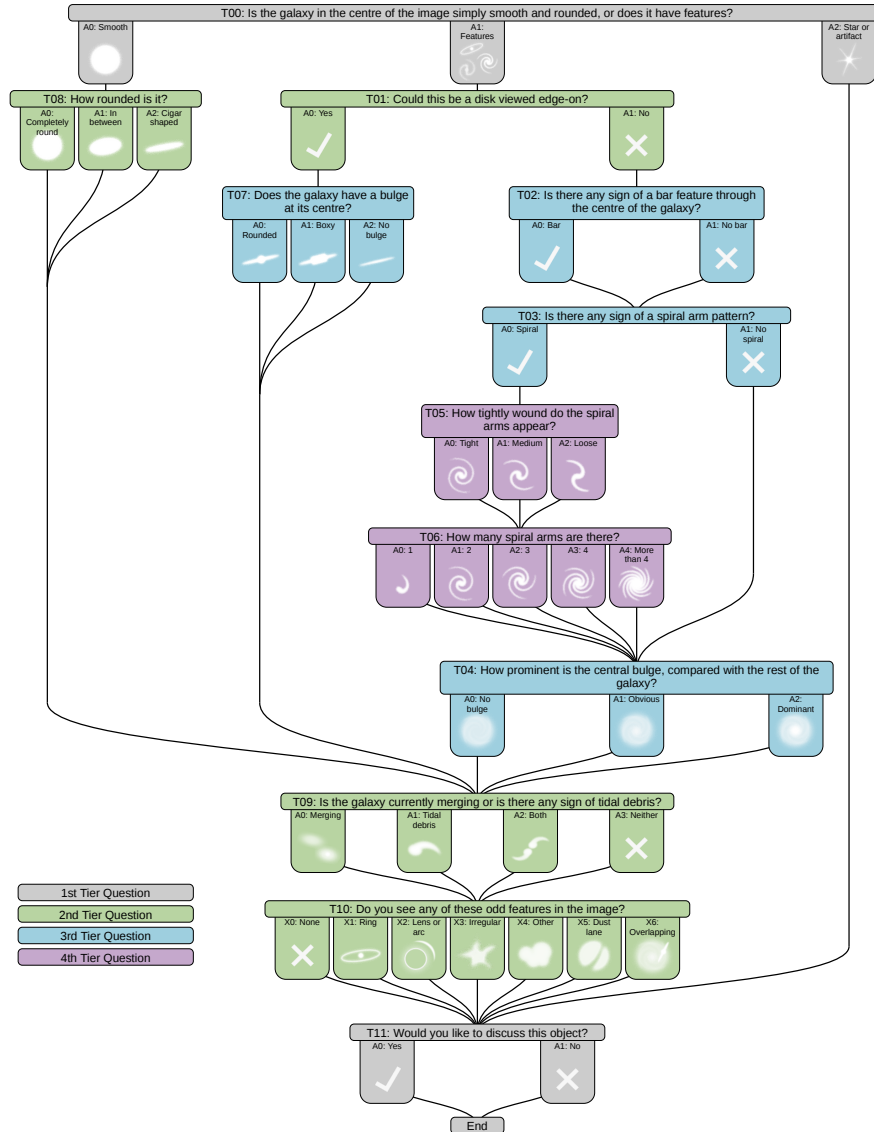 T00: Is the galaxy in the centre of the image simply smooth and rounded, or does it have features?
A0: Smooth
A1:
Features
A2: Star or
artifact
T08: How rounded is it?
A0:
Completely
round
A1: In
between
A2: Cigar
shaped
T01: Could this be a disk viewed edge-on?
A0: Yes
A1: No
T07: Does the galaxy have a bulge
at its centre?
A0:
Rounded
A1: Boxy
A2: No
bulge
T02: Is there any sign of a bar feature through
the centre of the galaxy?
A0: Bar
A1: No bar
T03: Is there any sign of a spiral arm pattern?
A0: Spiral
A1: No
spiral
T05: How tightly wound do the spiral
arms appear?
A0: Tight
A1: Medium
A2: Loose
T06: How many spiral arms are there?
A0: 1
A1: 2
A2: 3
A3: 4
A4: More
than 4
T04: How prominent is the central bulge, compared with the rest of the
galaxy?
A0: No
bulge
A1: Obvious
A2:
Dominant
T09: Is the galaxy currently merging or is there any sign of tidal debris?
A0: Merging
A1: Tidal
debris
A2: Both
A3: Neither
T10: Do you see any of these odd features in the image?
X0: None
X1: Ring
X2: Lens or
arc
X3: Irregular
X4: Other
X5: Dust
lane
X6:
Overlapping
1st Tier Question
2nd Tier Question
3rd Tier Question
4th Tier Question
T11: Would you like to discuss this object?
A0: Yes
A1: No
End